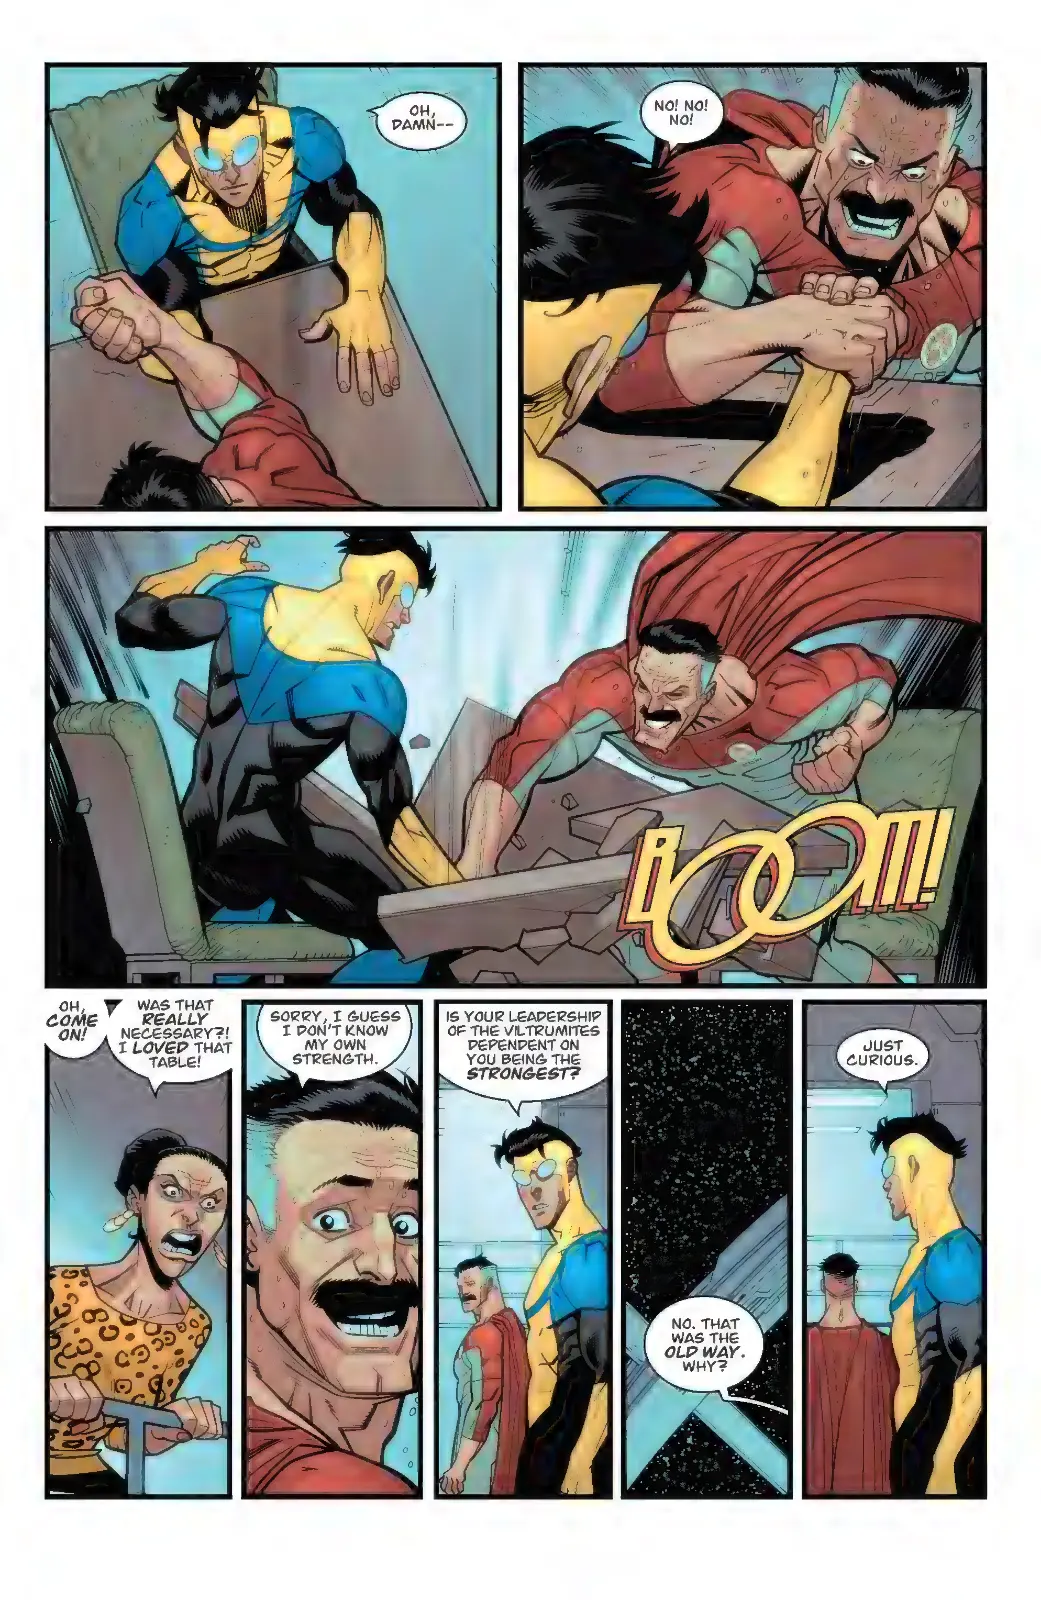 OH,
DAMN--
NO! NO!
NO!
BOOM!
OH,
COME
ON!
WAS THAT
REALLY
NECESSARY?!
I LOVED THAT
TABLE!
SORRY, I GUESS
I DON'T KNOW
MY OWN
STRENGTH.
IS YOUR LEADERSHIP
OF THE VILTRUMITES
DEPENDENT ON
YOU BEING THE
STRONGEST?
NO. THAT
WAS THE
OLD WAY.
WHY?
JUST
CURIOUS.